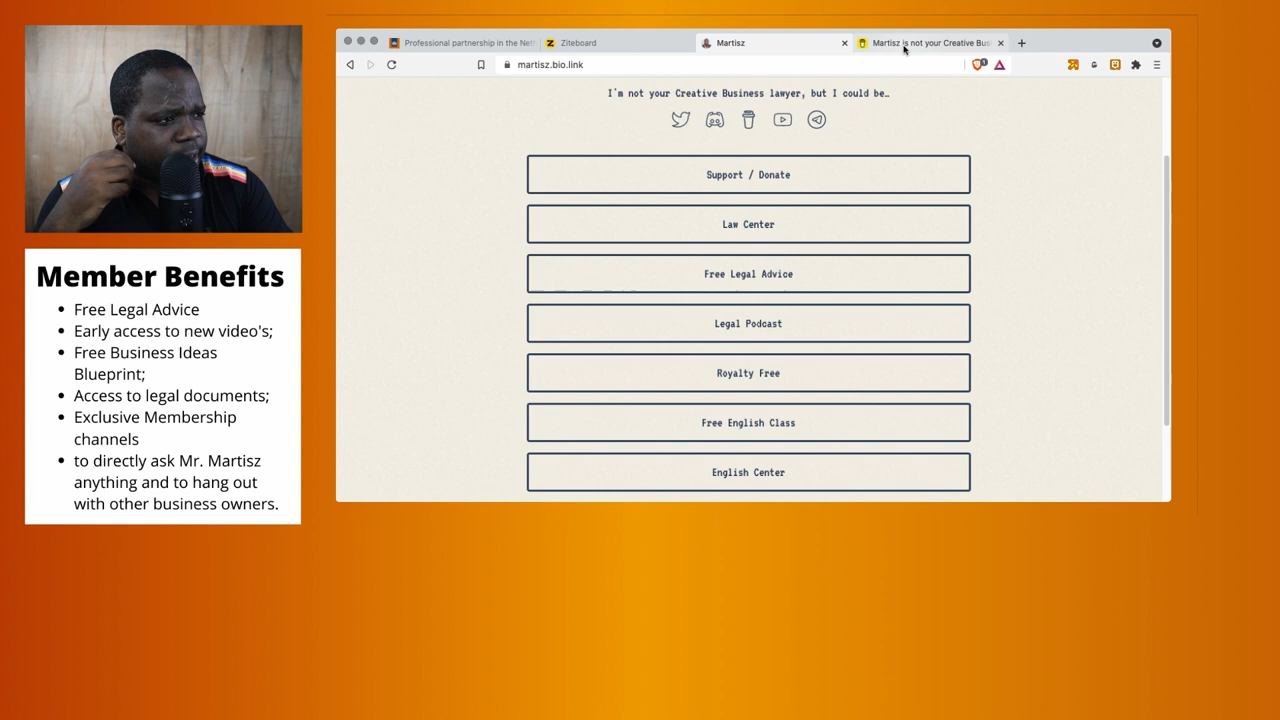 Professional partnership in the Net
Ziteboard
Martisz
Martisz is not your Creative Bus
martisz.bio.link
1
I'm not your Creative Business lawyer, but I could be…
Support / Donate
Law Center
Free Legal Advice
Legal Podcast
Royalty Free
Free English Class
English Center
Member Benefits
Free Legal Advice
Early access to new video's;
Free Business Ideas
Blueprint;
Access to legal documents;
Exclusive Membership
channels
to directly ask Mr. Martisz
anything and to hang out
with other business owners.